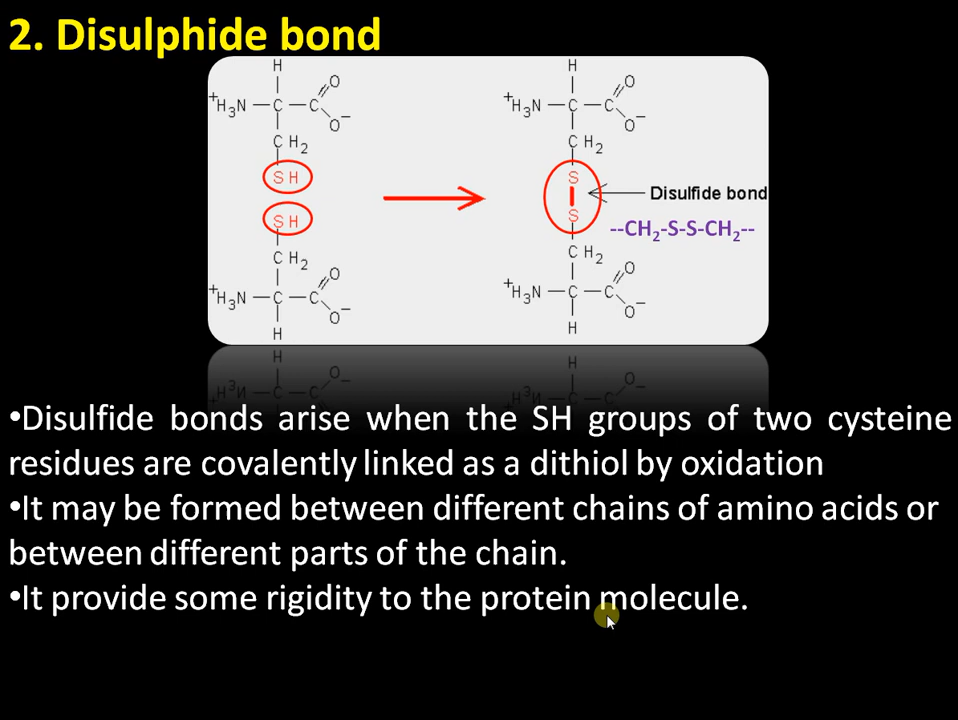 2. Disulphide bond
H H
O O
+H3N — C — C +H3N — C — C
O− O−
CH2 CH2
SH S
Disulfide bond
SH S
--CH2-S-S-CH2--
CH2 CH2
O O
+H3N — C — C +H3N — C — C
O− O−
H H
•Disulfide bonds arise when the SH groups of two cysteine
residues are covalently linked as a dithiol by oxidation
•It may be formed between different chains of amino acids or
between different parts of the chain.
•It provide some rigidity to the protein molecule.